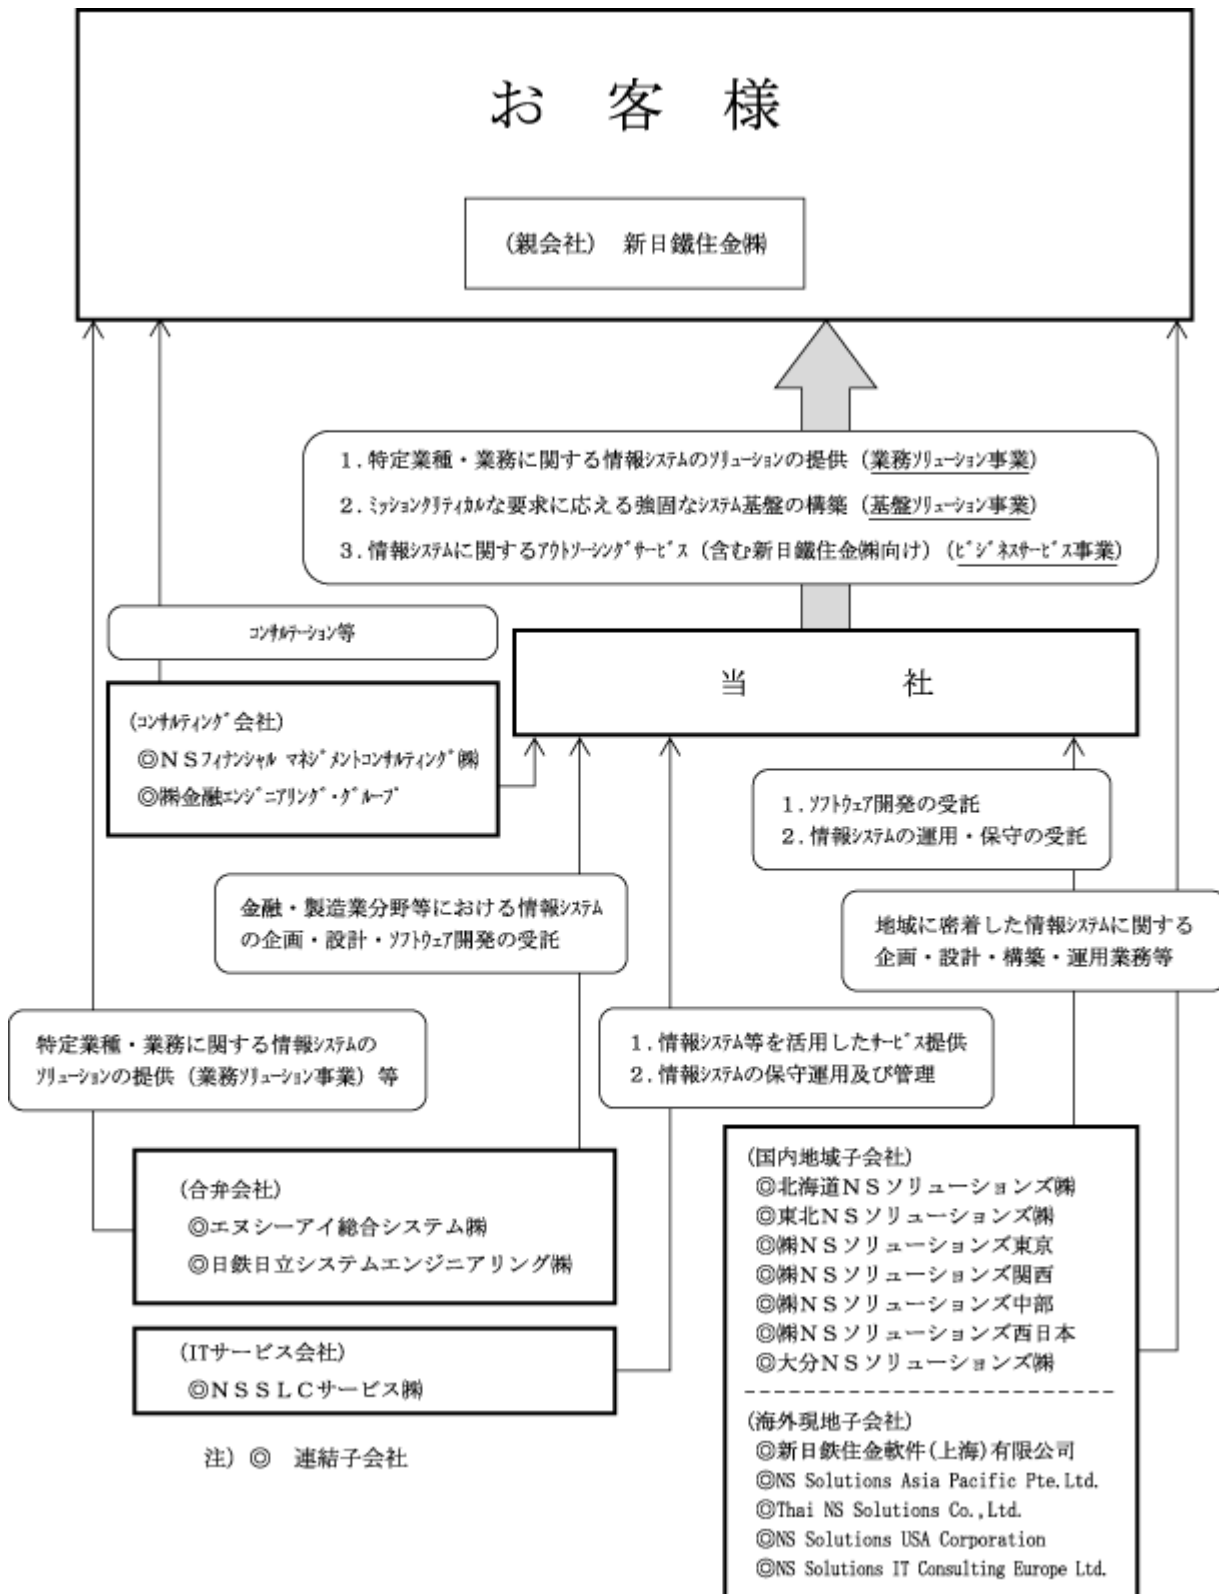 お 客 様
(親会社) 新日鐵住金㈱
1.特定業種・業務に関する情報ｼｽﾃﾑのｿﾘｭｰｼｮﾝの提供 (業務ｿﾘｭｰｼｮﾝ事業)
2.ﾐｯｼｮﾝｸﾘﾃｨｶﾙな要求に応える強固なｼｽﾃﾑ基盤の構築 (基盤ｿﾘｭｰｼｮﾝ事業)
3.情報ｼｽﾃﾑに関するｱｳﾄｿｰｼﾝｸﾞｻｰﾋﾞｽ (含む新日鐵住金㈱向け) (ﾋﾞｼﾞﾈｽｻｰﾋﾞｽ事業)
ｺﾝｻﾙﾃｰｼｮﾝ等
当 社
(ｺﾝｻﾙﾃｨﾝｸﾞ会社)
◎ＮＳﾌｨﾅﾝｼｬﾙ ﾏﾈｼﾞﾒﾝﾄｺﾝｻﾙﾃｨﾝｸﾞ㈱
◎㈱金融ｴﾝｼﾞﾆｱﾘﾝｸﾞ･ｸﾞﾙｰﾌﾟ
1.ｿﾌﾄｳｪｱ開発の受託
2.情報ｼｽﾃﾑの運用・保守の受託
金融・製造業分野等における情報ｼｽﾃﾑ
の企画・設計・ｿﾌﾄｳｪｱ開発の受託
地域に密着した情報ｼｽﾃﾑに関する
企画・設計・構築・運用業務等
特定業種・業務に関する情報ｼｽﾃﾑの
ｿﾘｭｰｼｮﾝの提供 (業務ｿﾘｭｰｼｮﾝ事業) 等
1.情報ｼｽﾃﾑ等を活用したｻｰﾋﾞｽ提供
2.情報ｼｽﾃﾑの保守運用及び管理
(合弁会社)
◎エヌシーアイ総合システム㈱
◎日鉄日立システムエンジニアリング㈱
(ITサービス会社)
◎ＮＳＳＬＣサービス㈱
注) ◎ 連結子会社
(国内地域子会社)
◎北海道ＮＳソリューションズ㈱
◎東北ＮＳソリューションズ㈱
◎㈱ＮＳソリューションズ東京
◎㈱ＮＳソリューションズ関西
◎㈱ＮＳソリューションズ中部
◎㈱ＮＳソリューションズ西日本
◎大分ＮＳソリューションズ㈱
(海外現地子会社)
◎新日鉄住金軟件(上海)有限公司
◎NS Solutions Asia Pacific Pte.Ltd.
◎Thai NS Solutions Co.,Ltd.
◎NS Solutions USA Corporation
◎NS Solutions IT Consulting Europe Ltd.